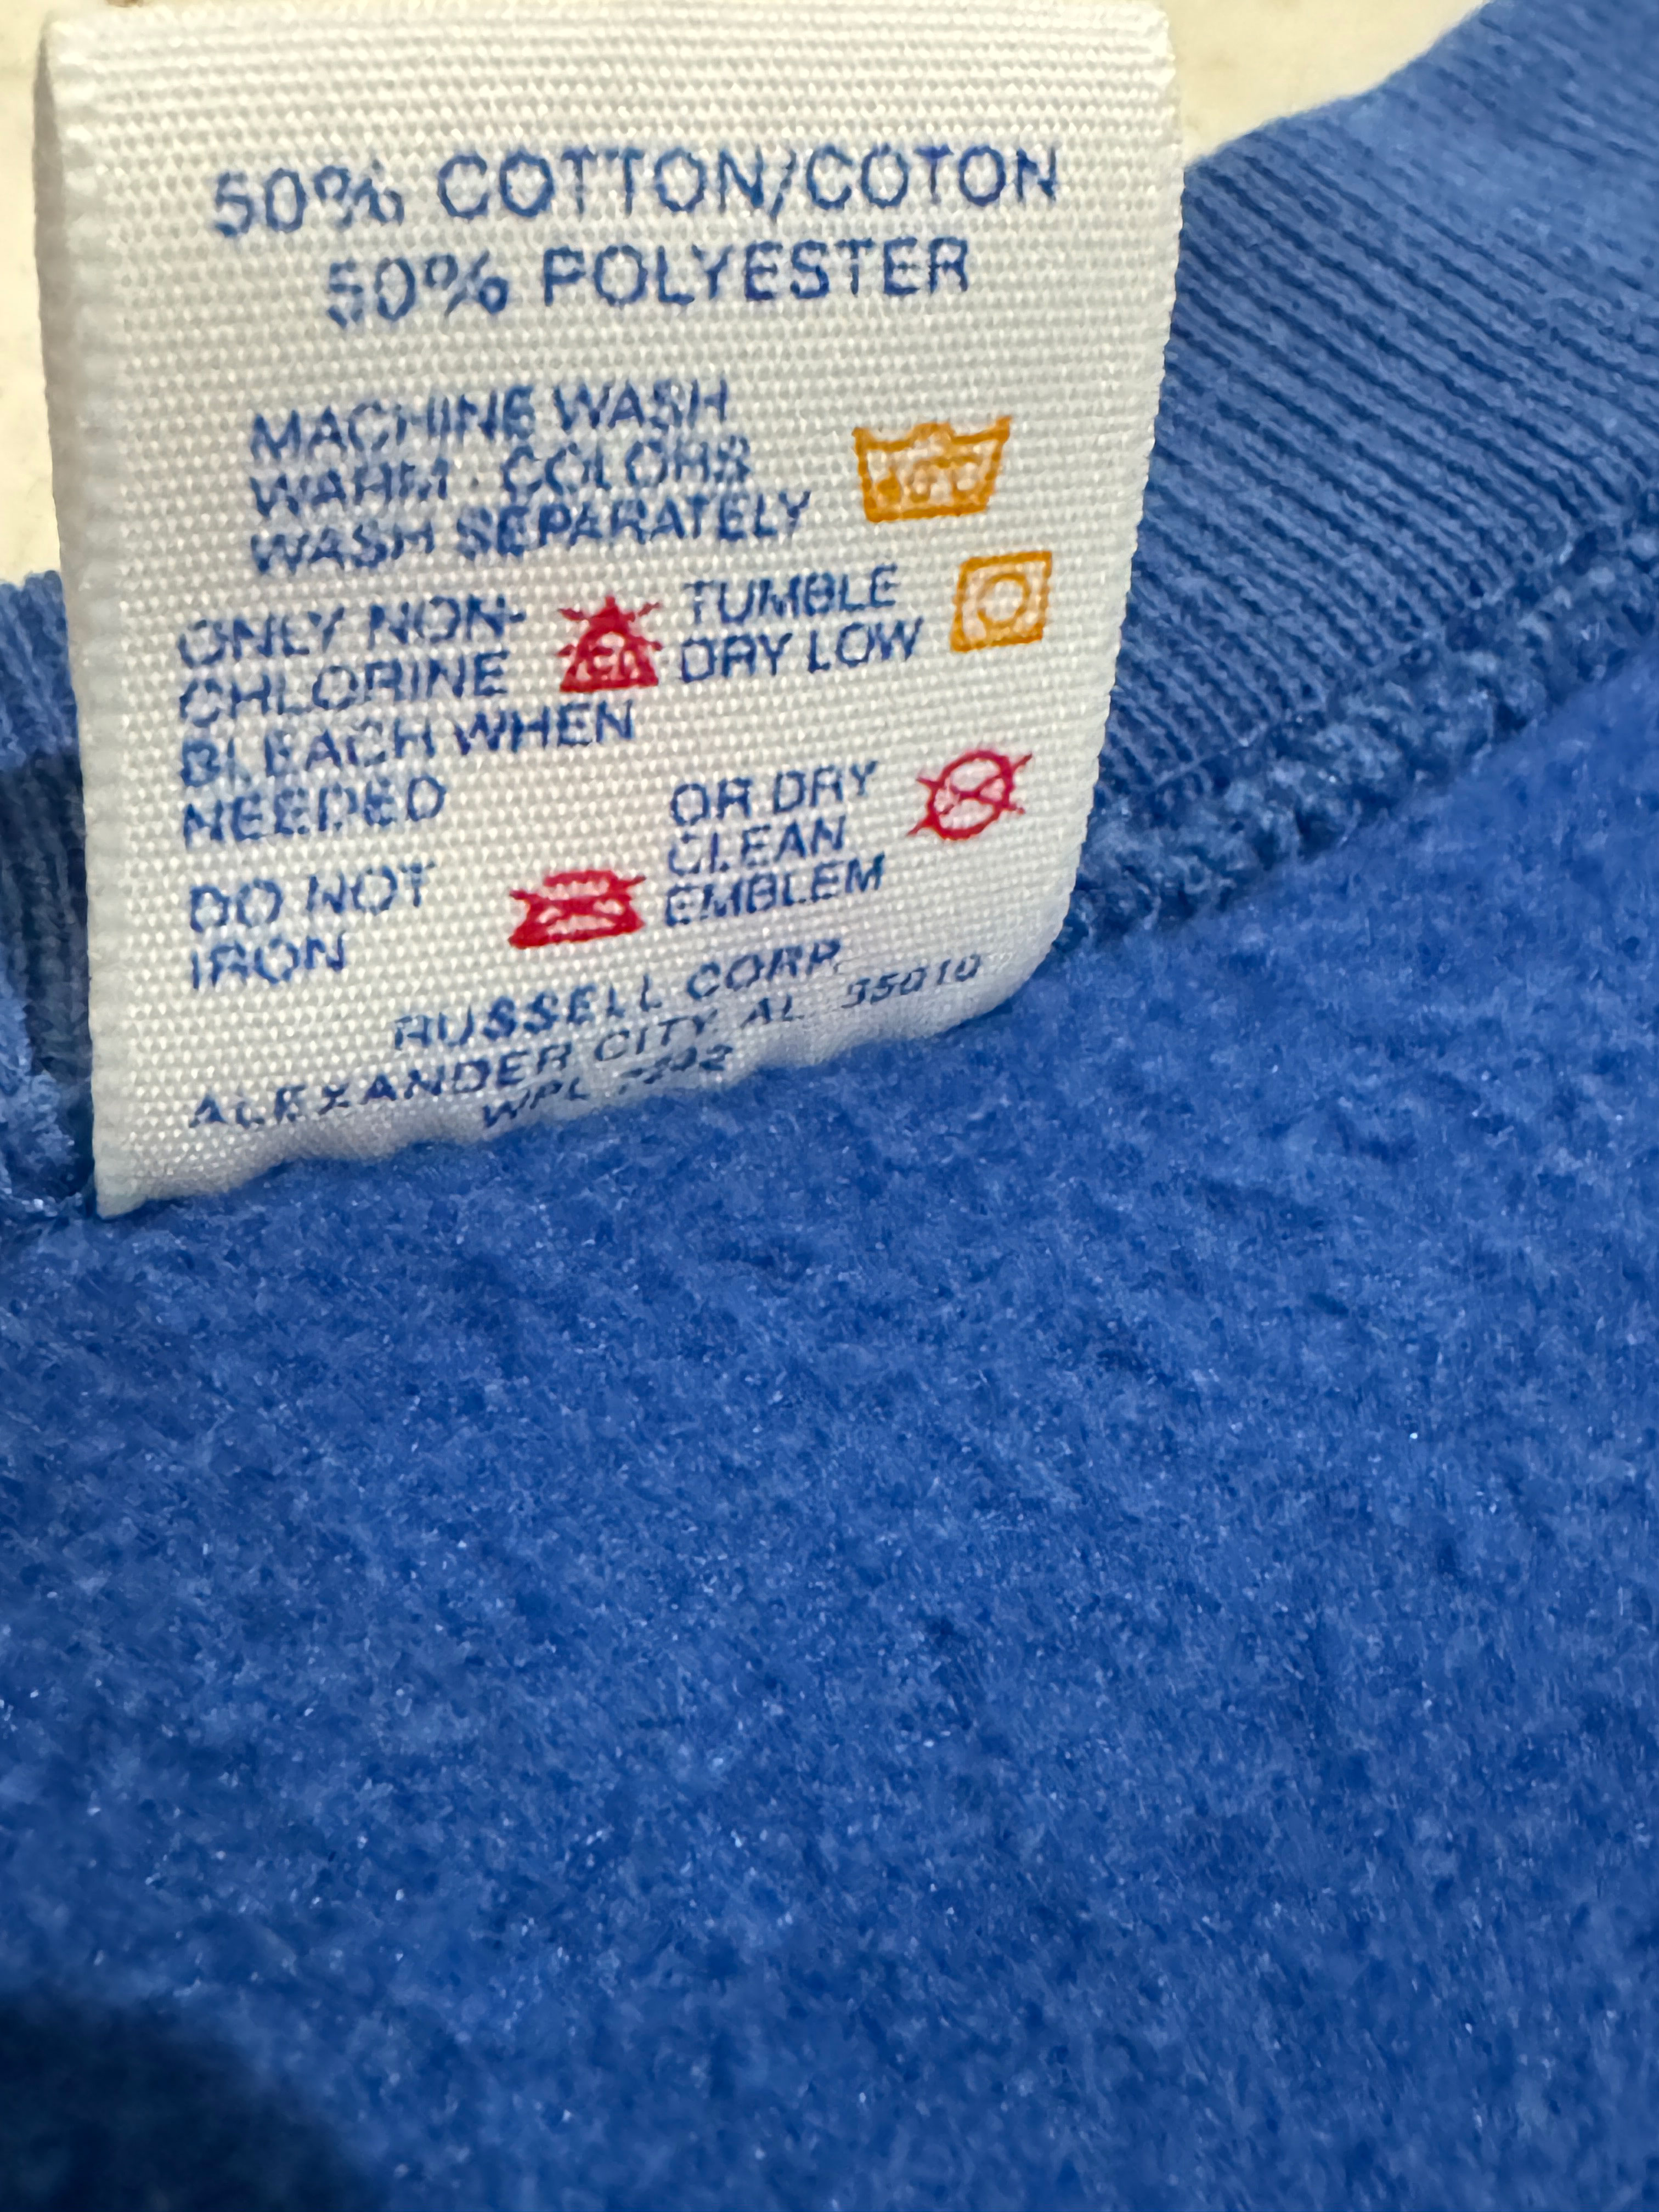 50% COTTON/COTON
50% POLYESTER
MACHINE WASH
WARM · COLORS
WASH SEPARATELY
ONLY NON-
CHLORINE
BLEACH WHEN
NEEDED
TUMBLE
DRY LOW
DO NOT
IRON
OR DRY
CLEAN
EMBLEM
RUSSELL CORP.
ALEXANDER CITY, AL 35010
WPL